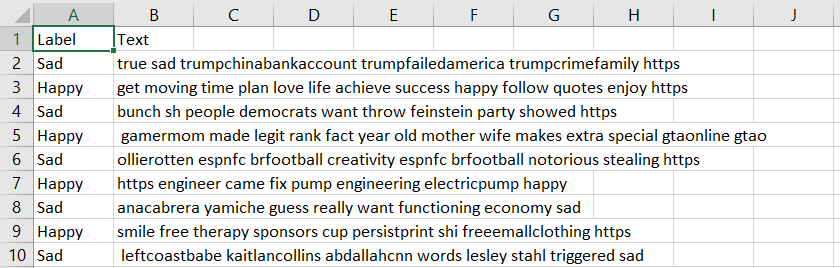 A B C D E F G H I J
1 Label Text
2 Sad true sad trumpchinabankaccount trumpfailedamerica trumpcrimefamily https
3 Happy get moving time plan love life achieve success happy follow quotes enjoy https
4 Sad bunch sh people democrats want throw feinstein party showed https
5 Happy gamermom made legit rank fact year old mother wife makes extra special gtaonline gtao
6 Sad ollierotten espnfc brfootball creativity espnfc brfootball notorious stealing https
7 Happy https engineer came fix pump engineering electricpump happy
8 Sad anacabrera yamiche guess really want functioning economy sad
9 Happy smile free therapy sponsors cup persistprint shi freeemallclothing https
10 Sad leftcoastbabe kaitlancollins abdallahcnn words lesley stahl triggered sad